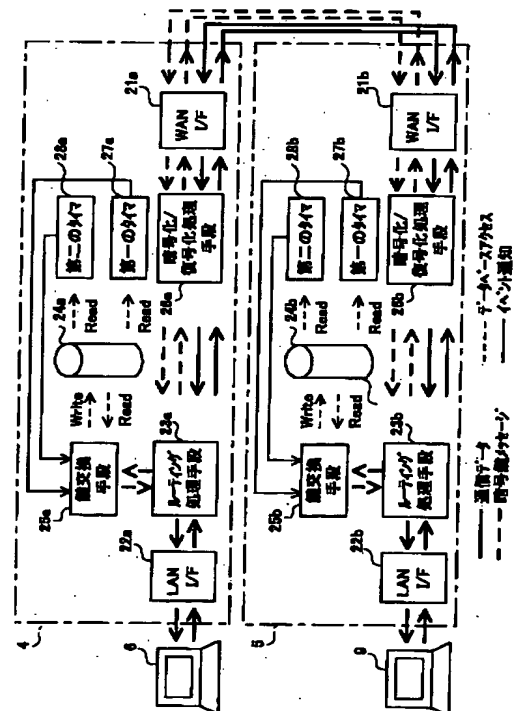 4
6
22a
LAN
I/F
25a
鍵交換
手段
23a
ルーティング
処理手段
Write
Read
24a
Read
Read
28a
第二のタイマ
27a
第一のタイマ
26a
暗号化/
復号化処理
手段
21a
WAN
I/F
5
9
22b
LAN
I/F
25b
鍵交換
手段
23b
ルーティング
処理手段
Write
Read
24b
Read
Read
28b
第二のタイマ
27b
第一のタイマ
26b
暗号化/
復号化処理
手段
21b
WAN
I/F
通信データ
暗号鍵メッセージ
データベースアクセス
イベント通知